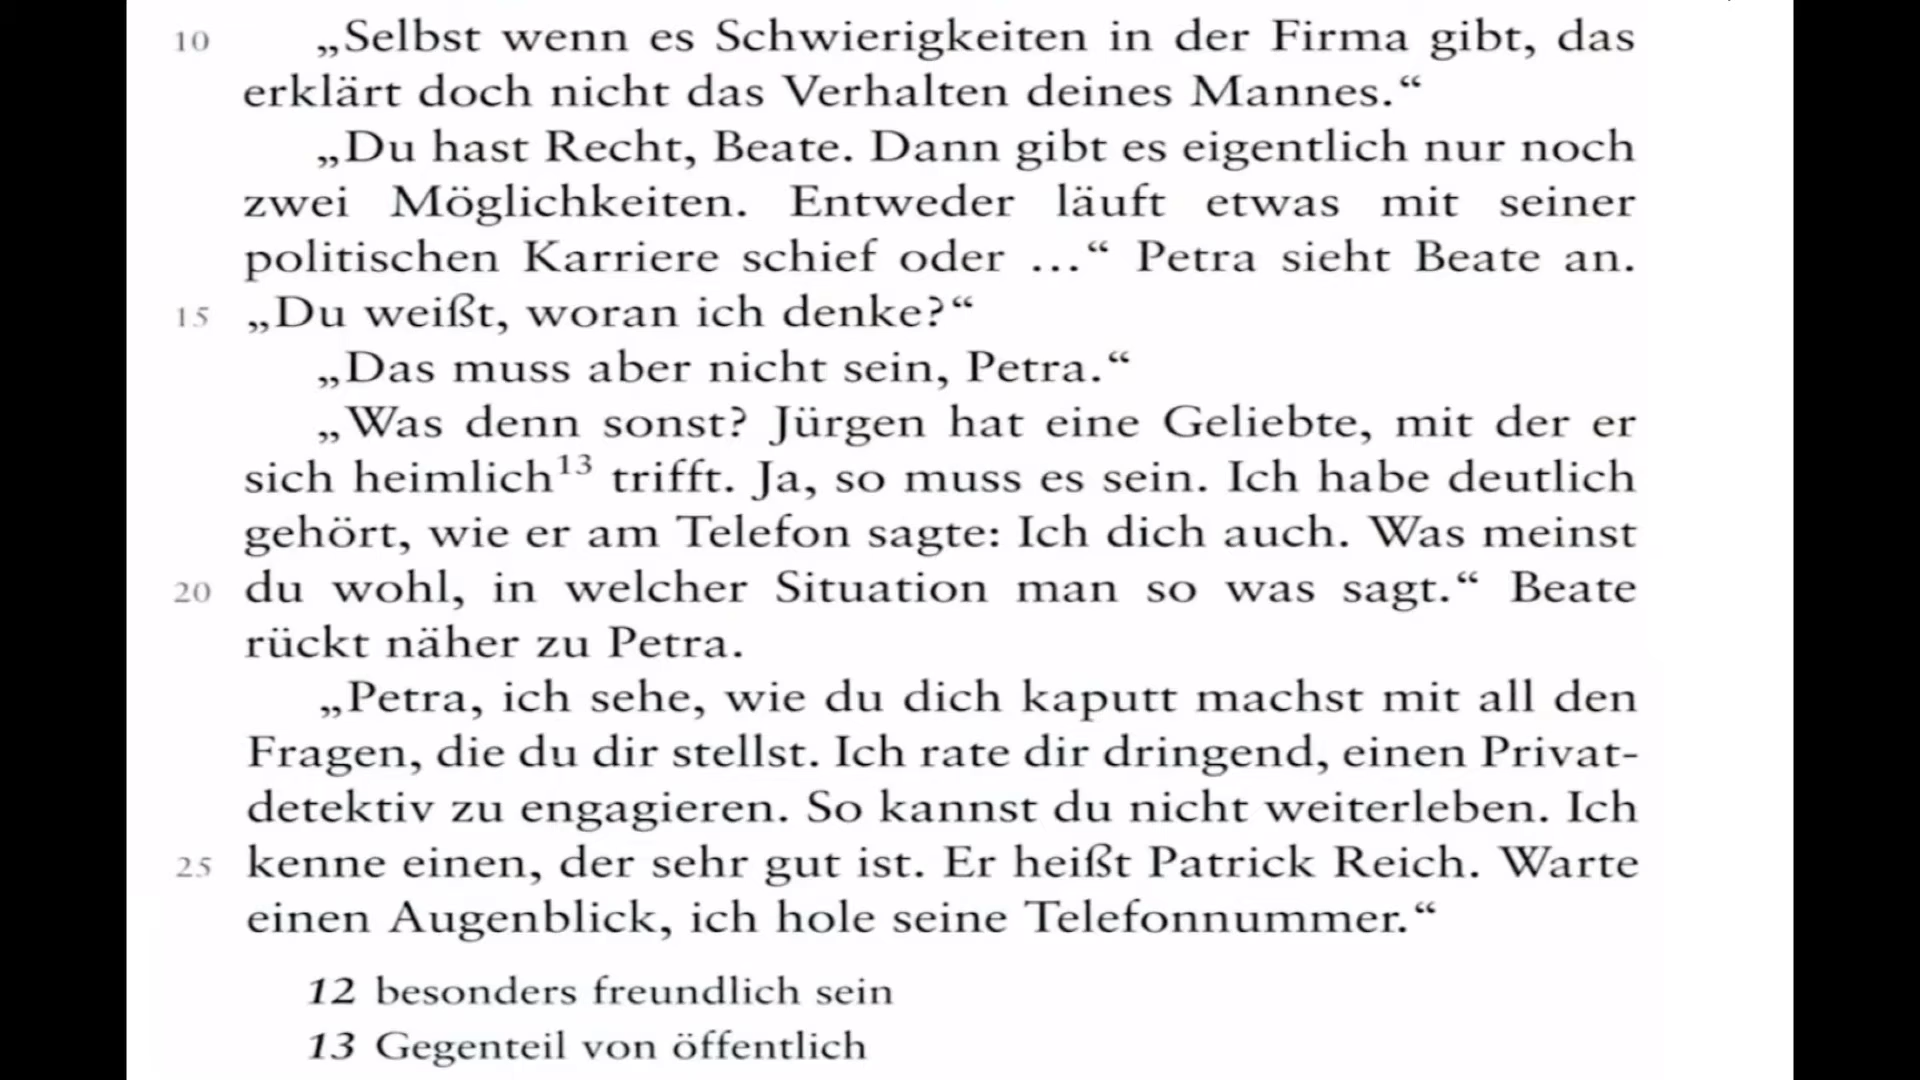 10 „Selbst wenn es Schwierigkeiten in der Firma gibt, das
erklärt doch nicht das Verhalten deines Mannes.“
„Du hast Recht, Beate. Dann gibt es eigentlich nur noch
zwei Möglichkeiten. Entweder läuft etwas mit seiner
politischen Karriere schief oder …“ Petra sieht Beate an.
15 „Du weißt, woran ich denke?“
„Das muss aber nicht sein, Petra.“
„Was denn sonst? Jürgen hat eine Geliebte, mit der er
sich heimlich¹³ trifft. Ja, so muss es sein. Ich habe deutlich
gehört, wie er am Telefon sagte: Ich dich auch. Was meinst
20 du wohl, in welcher Situation man so was sagt.“ Beate
rückt näher zu Petra.
„Petra, ich sehe, wie du dich kaputt machst mit all den
Fragen, die du dir stellst. Ich rate dir dringend, einen Privat-
detektiv zu engagieren. So kannst du nicht weiterleben. Ich
25 kenne einen, der sehr gut ist. Er heißt Patrick Reich. Warte
einen Augenblick, ich hole seine Telefonnummer.“
12 besonders freundlich sein
13 Gegenteil von öffentlich